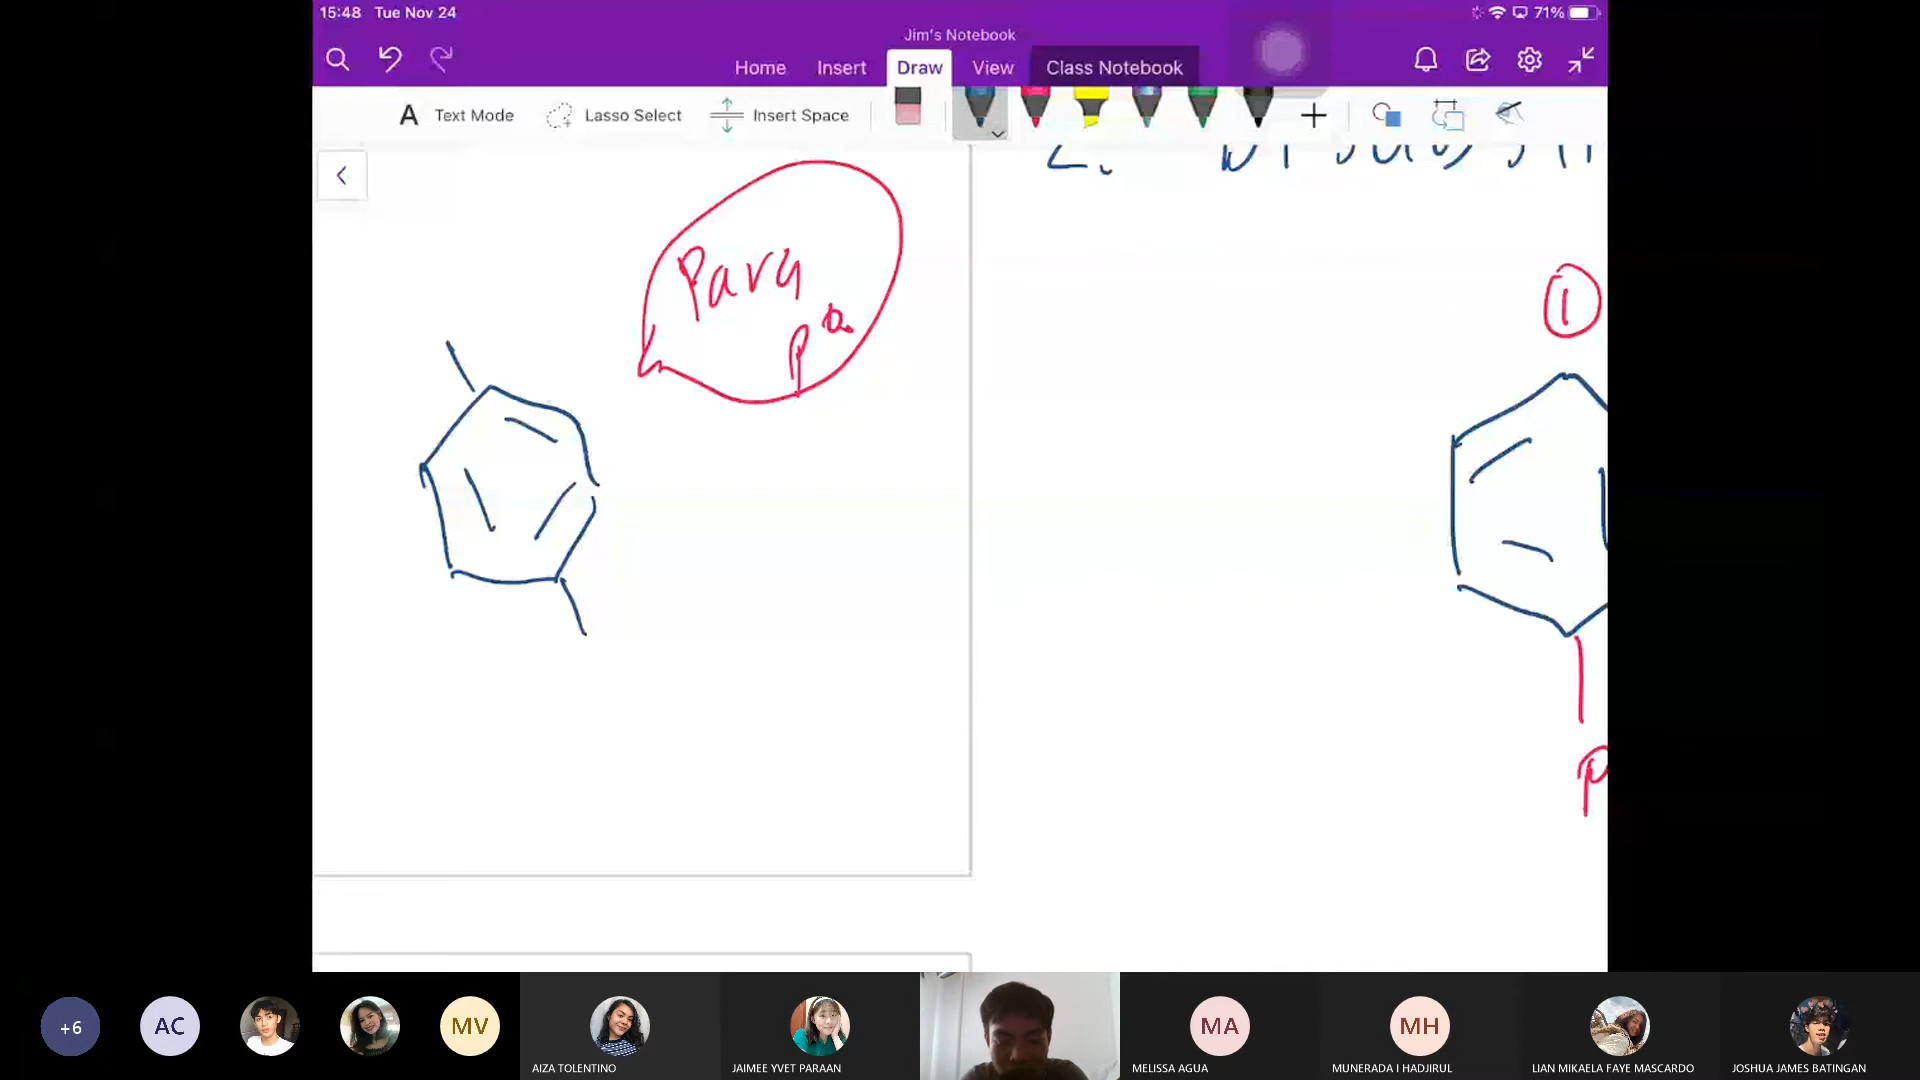 15:48 Tue Nov 24
71%
Jim's Notebook
Home Insert Draw View Class Notebook
A Text Mode Lasso Select Insert Space
2.
Para
P
1
P
+6
AC
MV
AIZA TOLENTINO
JAIMEE YVET PARAAN
MA
MELISSA AGUA
MH
MUNERADA I HADJIRUL
LIAN MIKAELA FAYE MASCARDO
JOSHUA JAMES BATINGAN